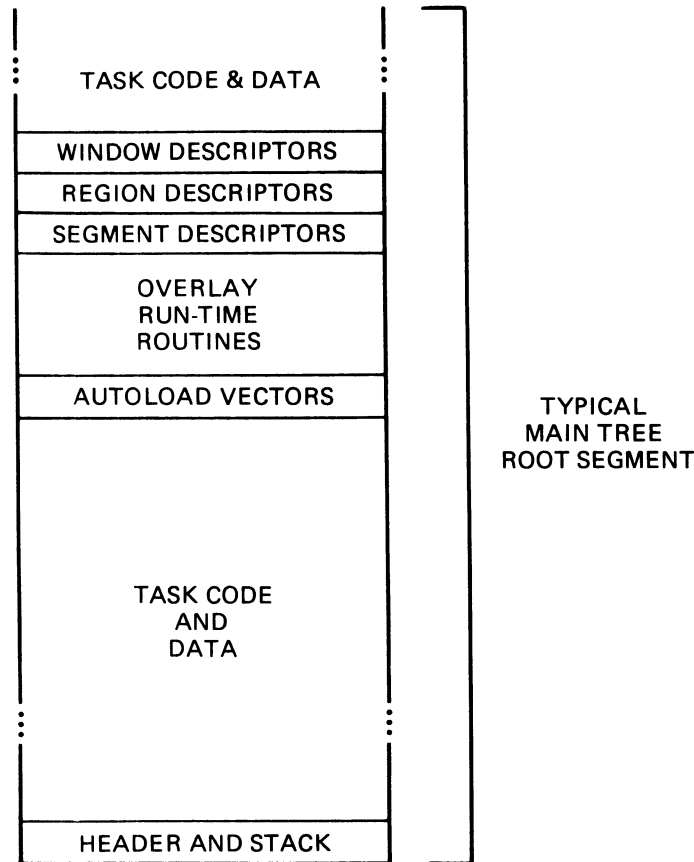 TASK CODE & DATA
WINDOW DESCRIPTORS
REGION DESCRIPTORS
SEGMENT DESCRIPTORS
OVERLAY
RUN-TIME
ROUTINES
AUTOLOAD VECTORS
TYPICAL
MAIN TREE
ROOT SEGMENT
TASK CODE
AND
DATA
HEADER AND STACK